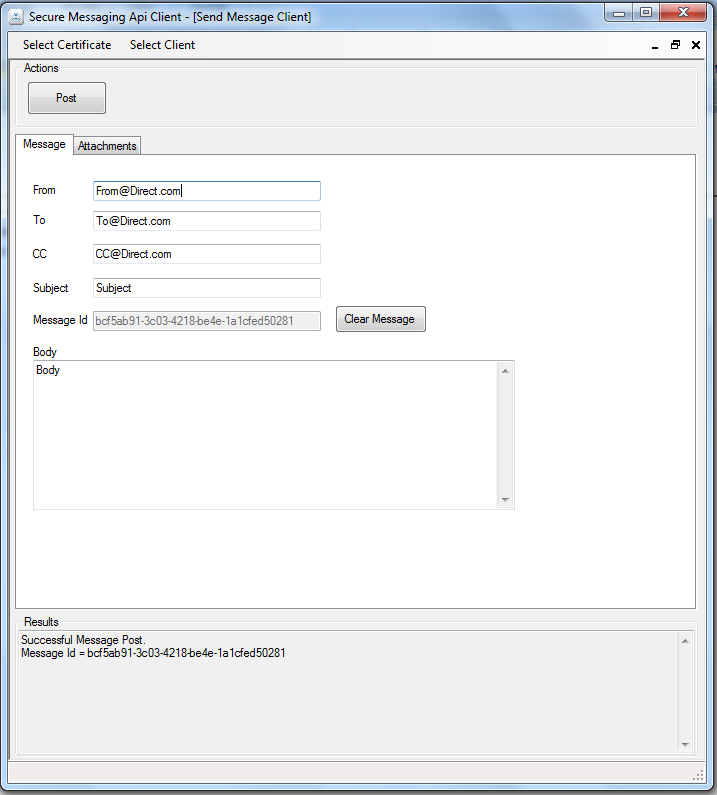 Secure Messaging Api Client - [Send Message Client]
Select Certificate Select Client
Actions
Post
Message Attachments
From From@Direct.com
To To@Direct.com
CC CC@Direct.com
Subject Subject
Message Id bcf5ab91-3c03-4218-be4e-1a1cfed50281 Clear Message
Body
Body
Results
Successful Message Post.
Message Id = bcf5ab91-3c03-4218-be4e-1a1cfed50281